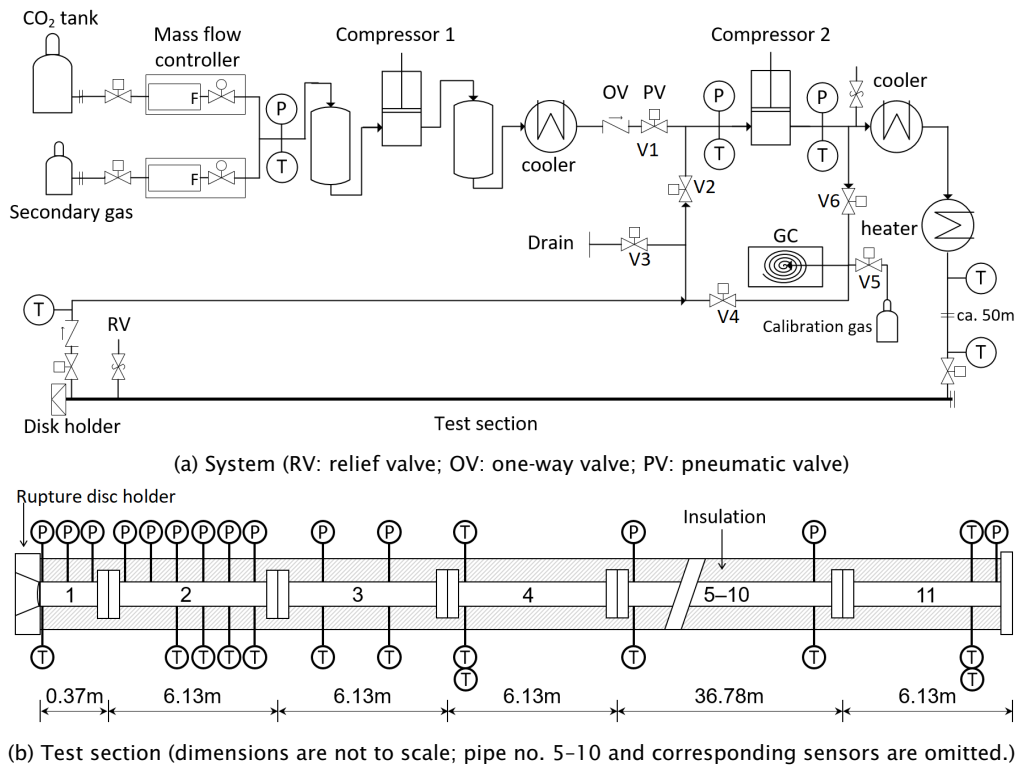 CO₂ tank
Mass flow
controller
Compressor 1
Compressor 2
F
P
T
cooler
OV PV
V1
P
T
P
T
cooler
F
Secondary gas
V2
V6
Drain
V3
GC
heater
V5
T
RV
V4
Calibration gas
T
ca. 50m
T
Disk holder
Test section
(a) System (RV: relief valve; OV: one-way valve; PV: pneumatic valve)
Rupture disc holder
Insulation
P P P P P P P P P P P T P P T P
1 2 3 4 5–10 11
T T T T T T T T T T T
T T
0.37m 6.13m 6.13m 6.13m 36.78m 6.13m
(b) Test section (dimensions are not to scale; pipe no. 5–10 and corresponding sensors are omitted.)